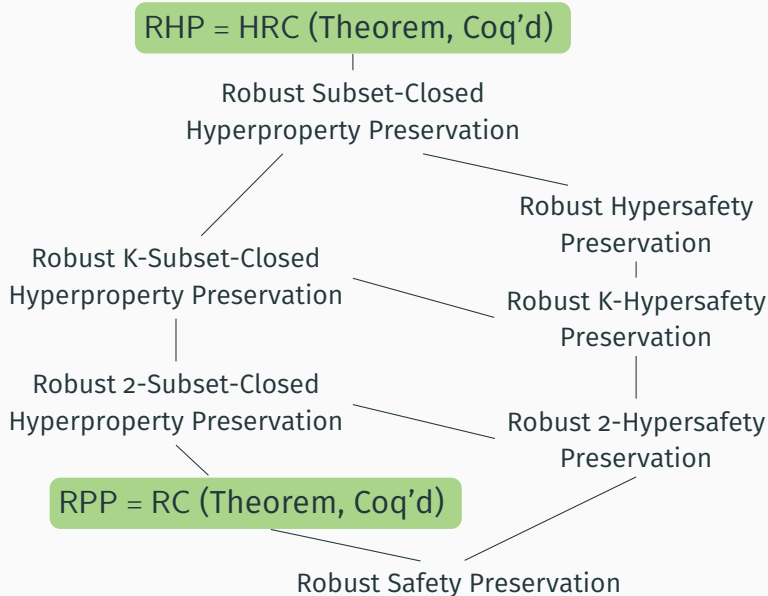 RHP = HRC (Theorem, Coq’d)
Robust Subset-Closed
Hyperproperty Preservation
Robust Hypersafety
Preservation
Robust K-Subset-Closed
Hyperproperty Preservation
Robust K-Hypersafety
Preservation
Robust 2-Subset-Closed
Hyperproperty Preservation
Robust 2-Hypersafety
Preservation
RPP = RC (Theorem, Coq’d)
Robust Safety Preservation